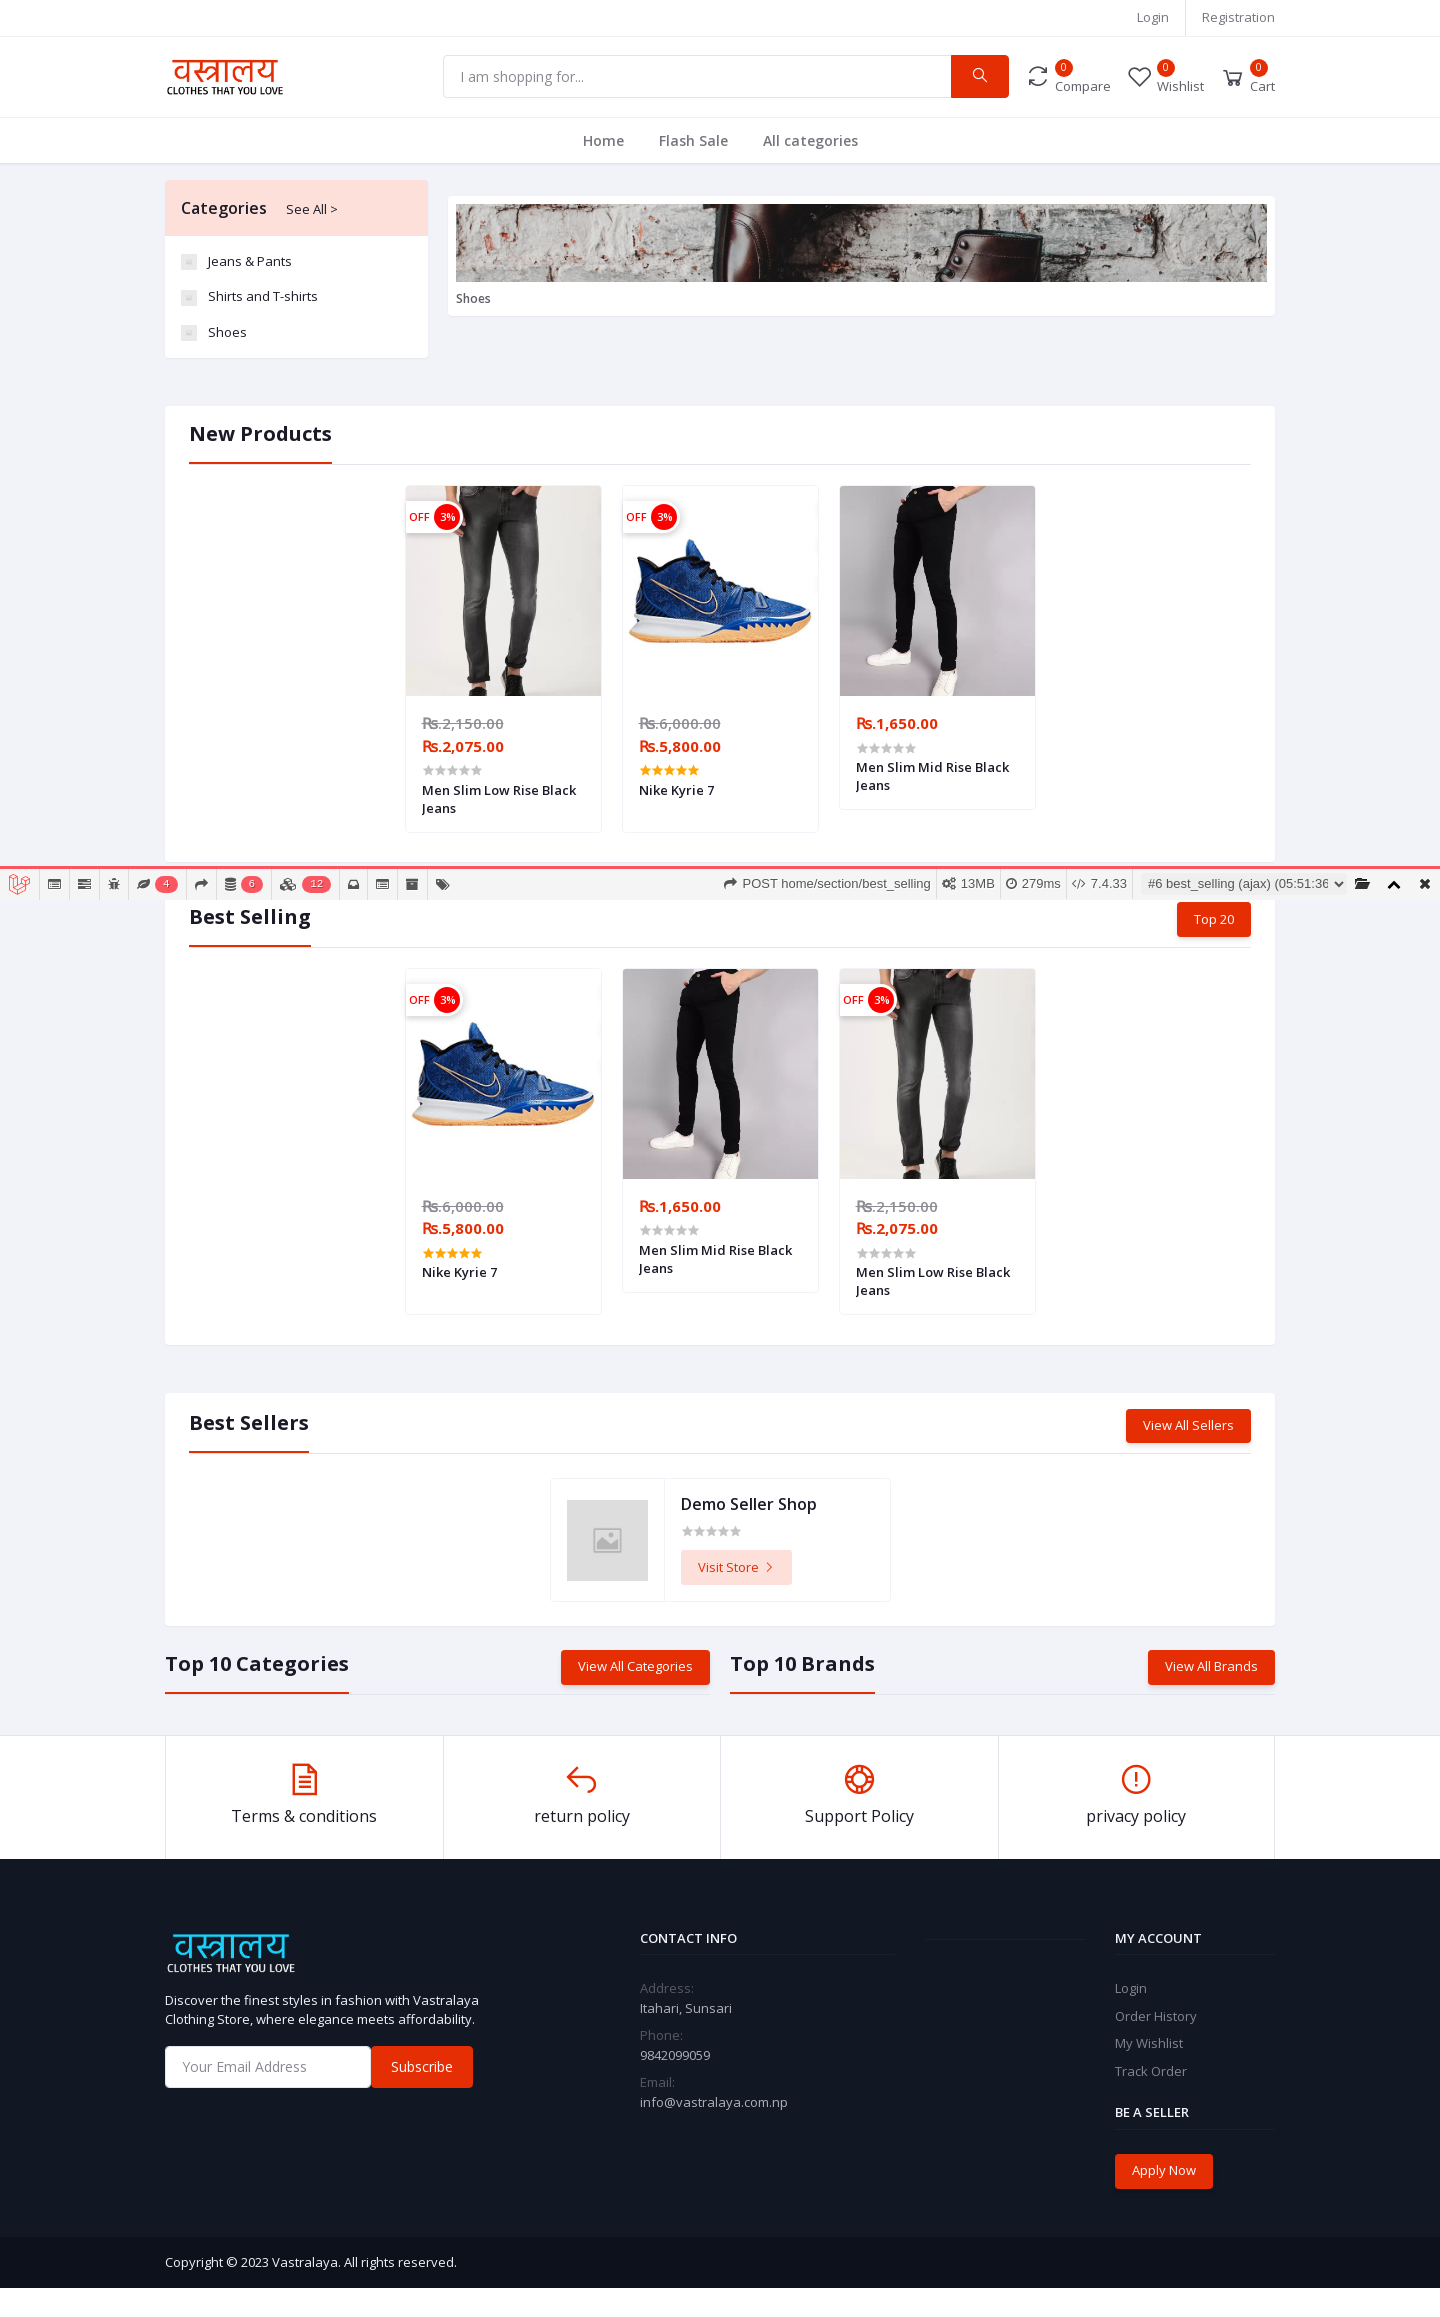 Login
Registration
वस्त्रालय
CLOTHES THAT YOU LOVE
I am shopping for...
0
Compare
0
Wishlist
0
Cart
Home
Flash Sale
All categories
Categories
See All >
Jeans & Pants
Shirts and T-shirts
Shoes
Shoes
New Products
OFF 3%
₨.2,150.00
₨.2,075.00
Men Slim Low Rise Black
Jeans
OFF 3%
₨.6,000.00
₨.5,800.00
Nike Kyrie 7
₨.1,650.00
Men Slim Mid Rise Black
Jeans
4
6
12
POST home/section/best_selling
13MB
279ms
7.4.33
#6 best_selling (ajax) (05:51:36
Best Selling
Top 20
OFF 3%
₨.6,000.00
₨.5,800.00
Nike Kyrie 7
₨.1,650.00
Men Slim Mid Rise Black
Jeans
OFF 3%
₨.2,150.00
₨.2,075.00
Men Slim Low Rise Black
Jeans
Best Sellers
View All Sellers
Demo Seller Shop
Visit Store
Top 10 Categories
View All Categories
Top 10 Brands
View All Brands
Terms & conditions
return policy
Support Policy
privacy policy
वस्त्रालय
CLOTHES THAT YOU LOVE
Discover the finest styles in fashion with Vastralaya
Clothing Store, where elegance meets affordability.
Your Email Address
Subscribe
CONTACT INFO
Address:
Itahari, Sunsari
Phone:
9842099059
Email:
info@vastralaya.com.np
MY ACCOUNT
Login
Order History
My Wishlist
Track Order
BE A SELLER
Apply Now
Copyright © 2023 Vastralaya. All rights reserved.